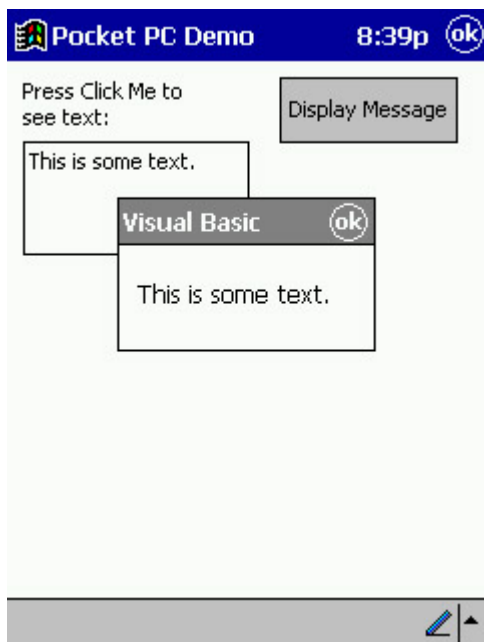 Pocket PC Demo 8:39p ok
Press Click Me to
see text:
Display Message
This is some text.
Visual Basic ok
This is some text.